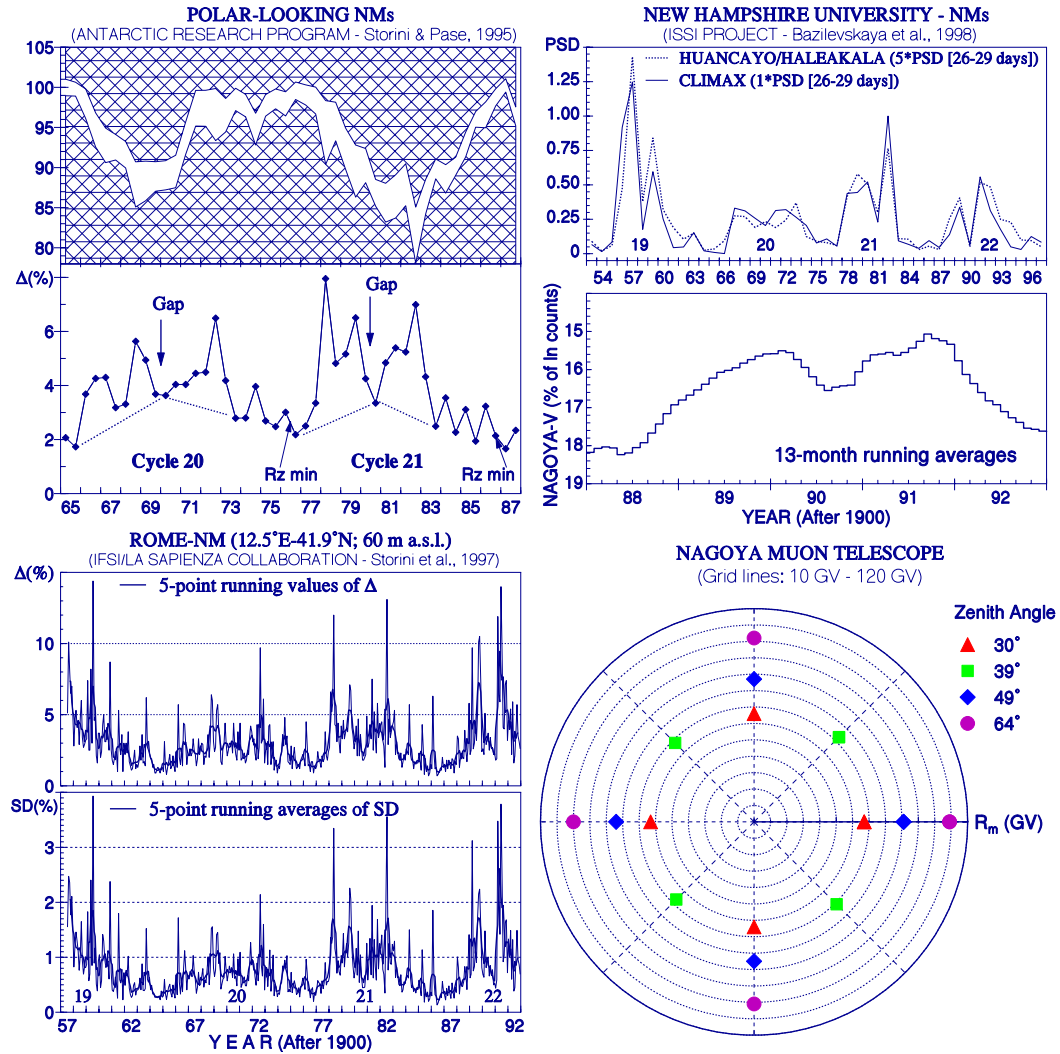 POLAR-LOOKING NMs
(ANTARCTIC RESEARCH PROGRAM - Storini & Pase, 1995)
105
100
95
90
85
80
Δ(%)
6
4
2
0
Gap
Gap
Cycle 20
Cycle 21
Rz min
Rz min
65 67 69 71 73 75 77 79 81 83 85 87
NEW HAMPSHIRE UNIVERSITY - NMs
(ISSI PROJECT - Bazilevskaya et al., 1998)
PSD
HUANCAYO/HALEAKALA (5*PSD [26-29 days])
CLIMAX (1*PSD [26-29 days])
1.25
1.00
0.75
0.50
0.25
0
19 20 21 22
54 57 60 63 66 69 72 75 78 81 84 87 90 93 96
NAGOYA-V (% of ln counts)
15
16
17
18
19
13-month running averages
88 89 90 91 92
YEAR (After 1900)
ROME-NM (12.5°E-41.9°N; 60 m a.s.l.)
(IFSI/LA SAPIENZA COLLABORATION - Storini et al., 1997)
Δ(%)
5-point running values of Δ
10
5
0
SD(%)
5-point running averages of SD
3
2
1
0
19 20 21 22
57 62 67 72 77 82 87 92
Y E A R (After 1900)
NAGOYA MUON TELESCOPE
(Grid lines: 10 GV - 120 GV)
Zenith Angle
30°
39°
49°
64°
Rm (GV)